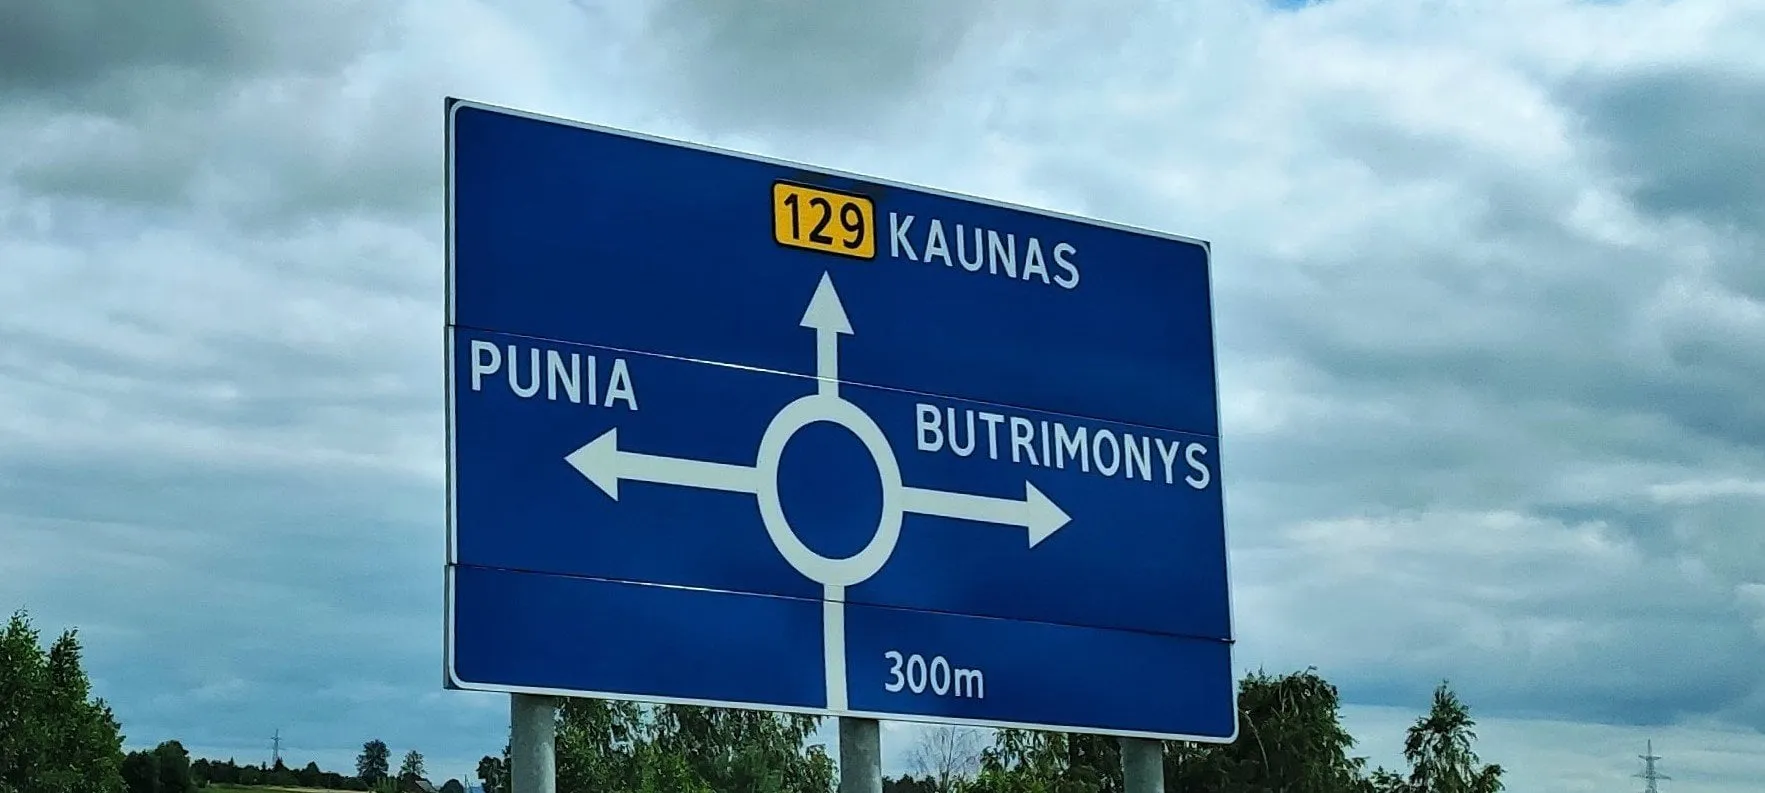 129 KAUNAS
PUNIA
BUTRIMONYS
300m